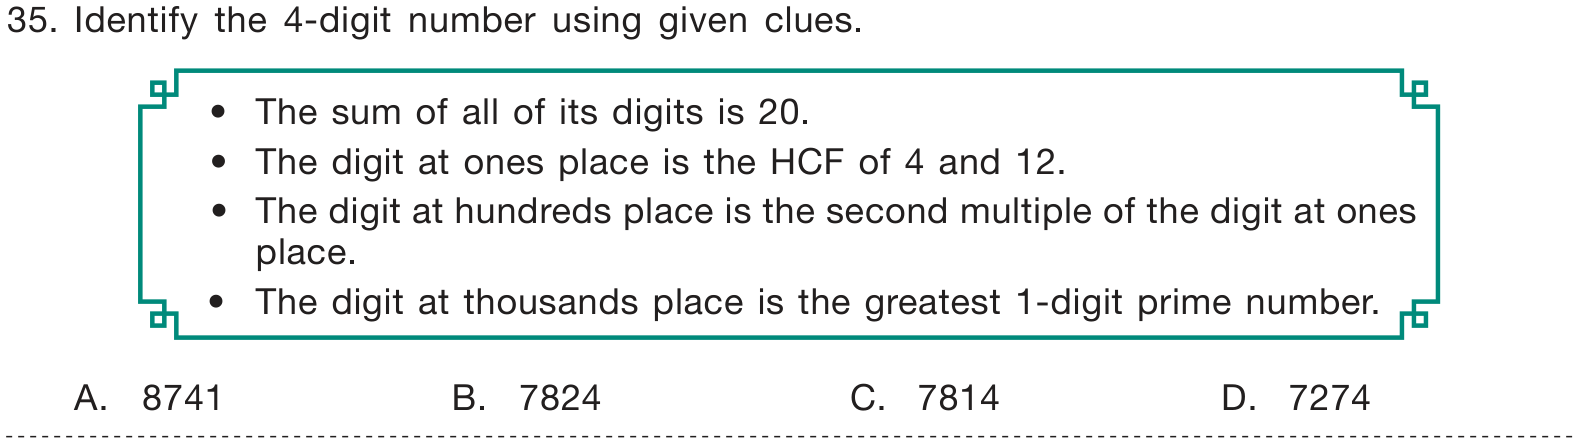 35. Identify the 4-digit number using given clues.
• The sum of all of its digits is 20.
• The digit at ones place is the HCF of 4 and 12.
• The digit at hundreds place is the second multiple of the digit at ones
place.
• The digit at thousands place is the greatest 1-digit prime number.
A. 8741 B. 7824 C. 7814 D. 7274